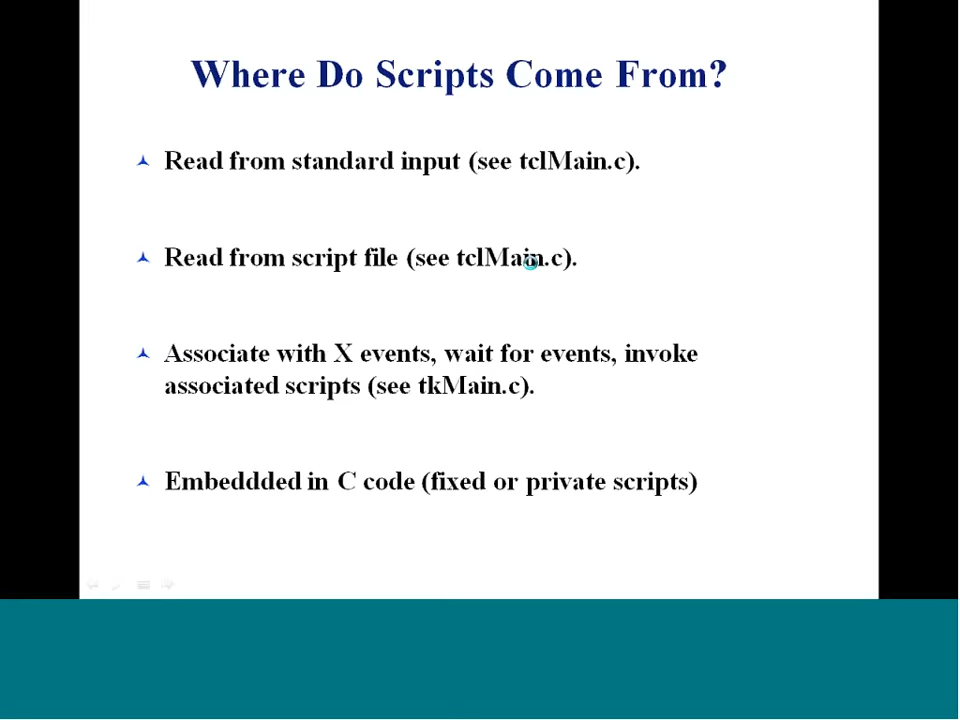 Where Do Scripts Come From?
Read from standard input (see tclMain.c).
Read from script file (see tclMain.c).
Associate with X events, wait for events, invoke
associated scripts (see tkMain.c).
Embeddded in C code (fixed or private scripts)